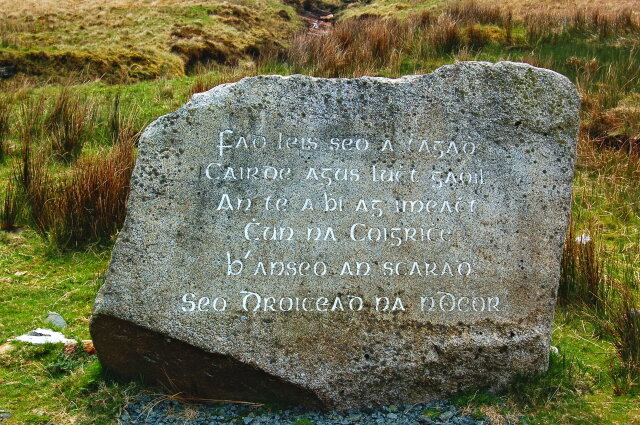 Fad leis seo a ṫagaḋ
Cairde agus luċt gaoil
An té a ḃí ag imeaċt
Ċun na Coigríċe
b'anseo an scaraḋ
Seo Droiċead na nDeor